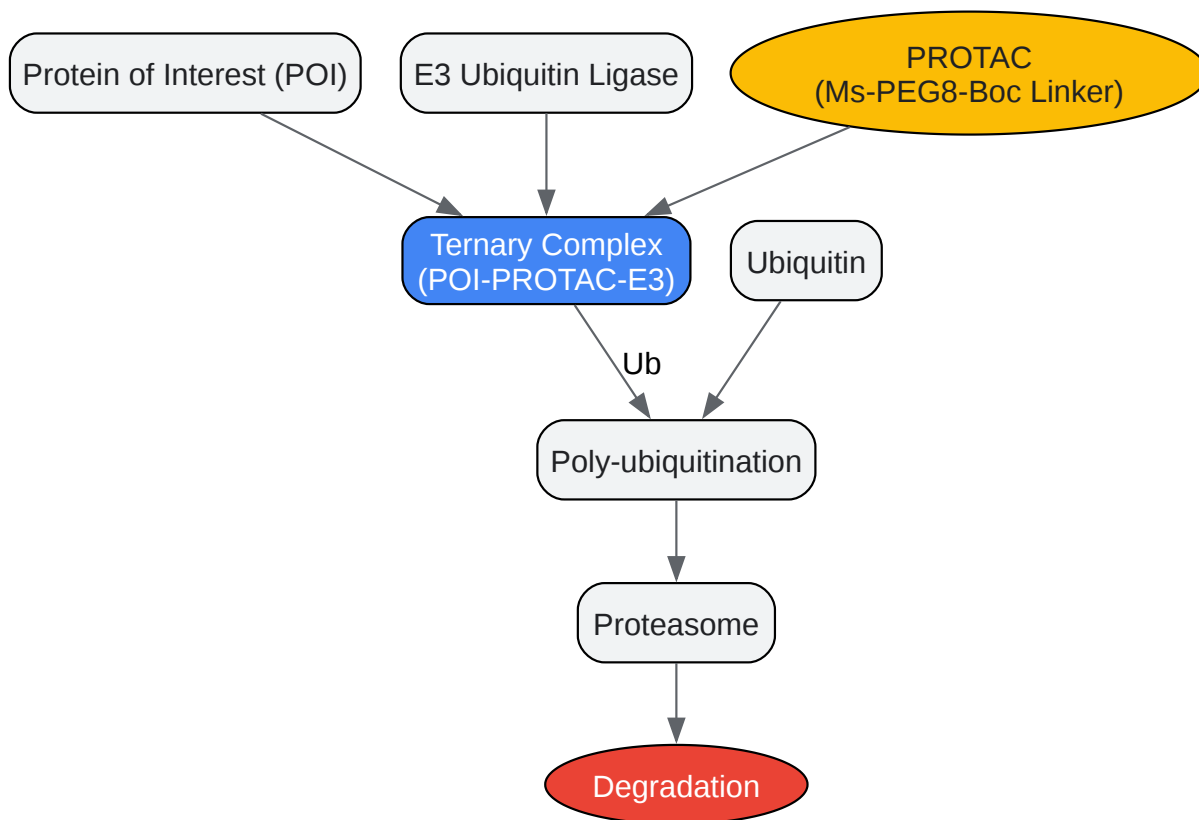 Protein of Interest (POI)
E3 Ubiquitin Ligase
PROTAC
(Ms-PEG8-Boc Linker)
Ternary Complex
(POI-PROTAC-E3)
Ubiquitin
Ub
Poly-ubiquitination
Proteasome
Degradation